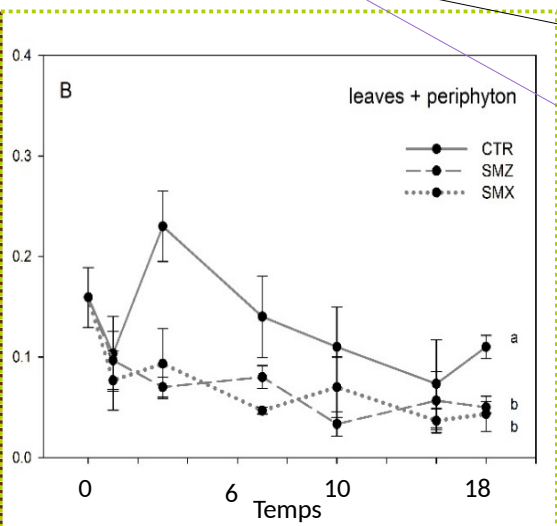 0.4
B
leaves + periphyton
CTR
0.3
SMZ
SMX
0.2
a
0.1
b
b
0.0
0 6 10 18
Temps